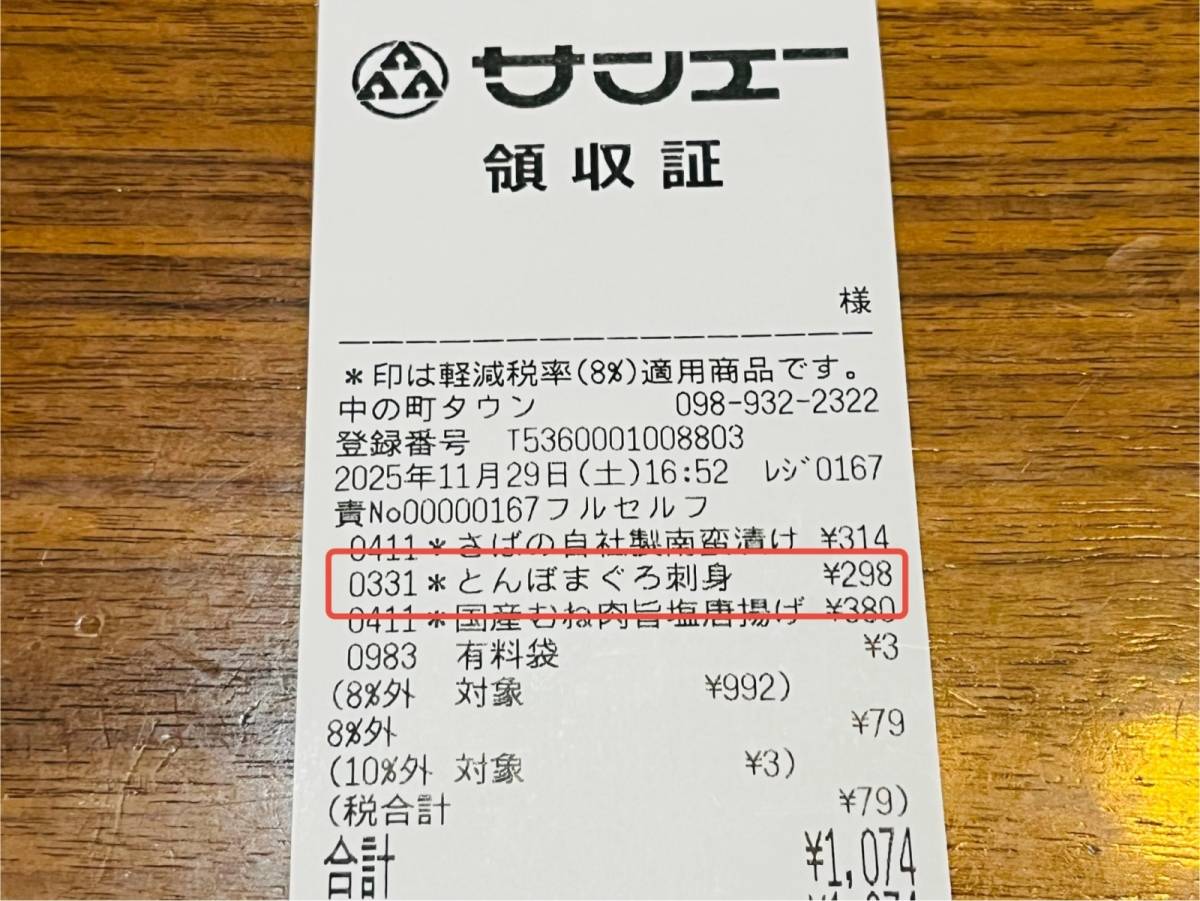 サンエー
領収証
様
*印は軽減税率(8%)適用商品です。
中の町タウン 098-932-2322
登録番号 T5360001008803
2025年11月29日(土)16:52 レジ0167
責No00000167フルセルフ
0411*さばの自社製南蛮漬け ¥314
0331*とんぼまぐろ刺身 ¥298
0411*国産むね肉旨塩唐揚げ ¥380
0983 有料袋 ¥3
(8%外 対象 ¥992)
8%外 ¥79
(10%外 対象 ¥3)
(税合計 ¥79)
合計 ¥1,074